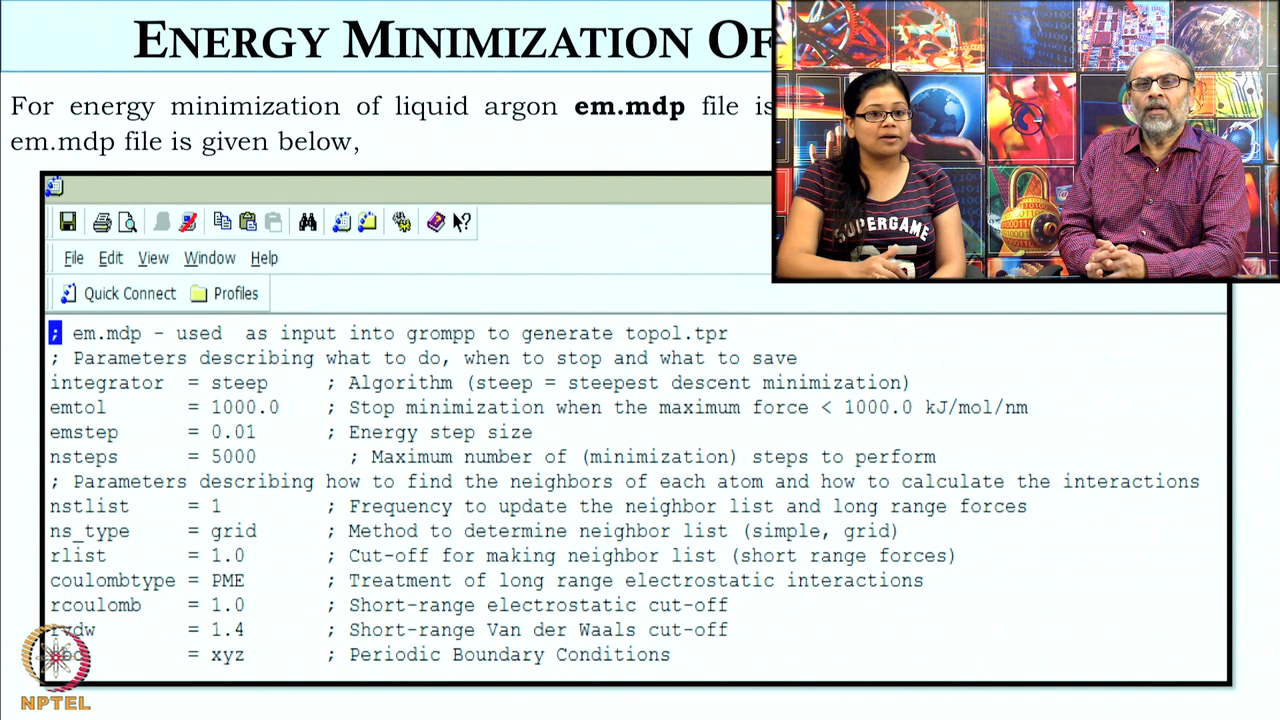 ENERGY MINIMIZATION OF
For energy minimization of liquid argon em.mdp file is
em.mdp file is given below,
SUPERGAME
File Edit View Window Help
Quick Connect Profiles
; em.mdp - used as input into grompp to generate topol.tpr
; Parameters describing what to do, when to stop and what to save
integrator = steep ; Algorithm (steep = steepest descent minimization)
emtol = 1000.0 ; Stop minimization when the maximum force < 1000.0 kJ/mol/nm
emstep = 0.01 ; Energy step size
nsteps = 5000 ; Maximum number of (minimization) steps to perform
; Parameters describing how to find the neighbors of each atom and how to calculate the interactions
nstlist = 1 ; Frequency to update the neighbor list and long range forces
ns_type = grid ; Method to determine neighbor list (simple, grid)
rlist = 1.0 ; Cut-off for making neighbor list (short range forces)
coulombtype = PME ; Treatment of long range electrostatic interactions
rcoulomb = 1.0 ; Short-range electrostatic cut-off
rvdw = 1.4 ; Short-range Van der Waals cut-off
= xyz ; Periodic Boundary Conditions
NPTEL